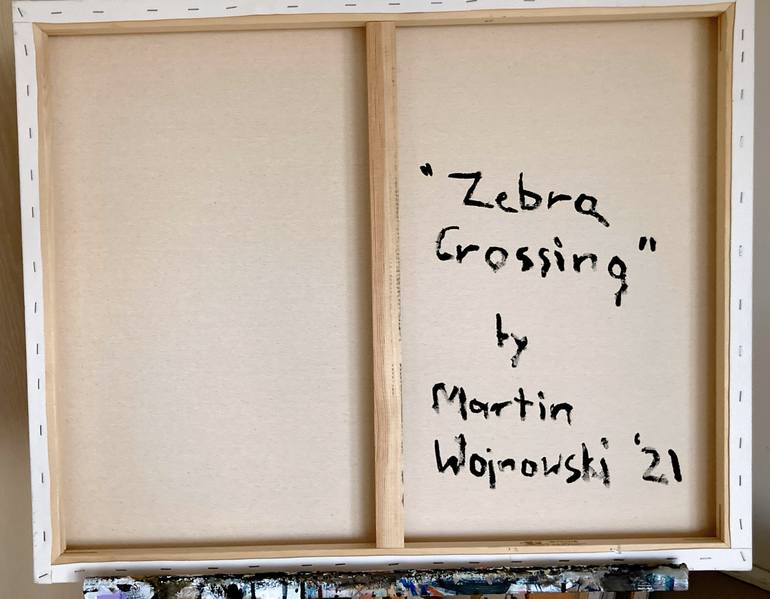 "Zebra
Crossing"
by
Martin
Wojnowski '21